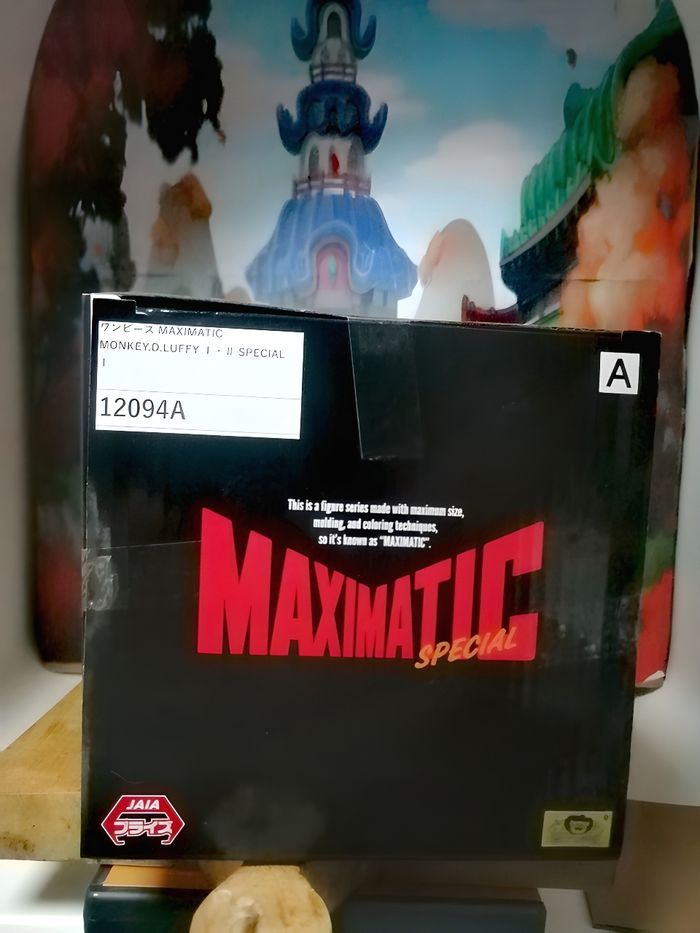 ワンピース MAXIMATIC
MONKEY.D.LUFFY Ⅰ・Ⅱ SPECIAL
Ⅰ
12094A
A
This is a figure series made with maximum size,
molding, and coloring techniques,
so it's known as "MAXIMATIC".
MAXIMATIC
SPECIAL
JAIA
プライズ